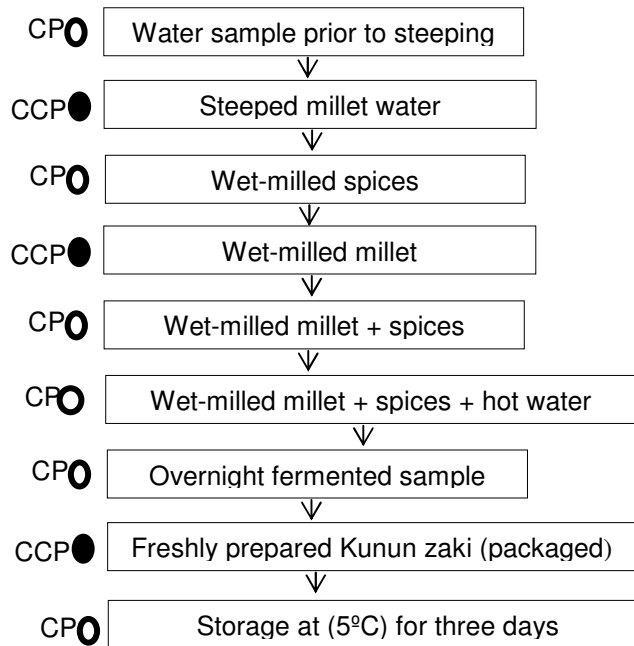 CP Water sample prior to steeping
CCP Steeped millet water
CP Wet-milled spices
CCP Wet-milled millet
CP Wet-milled millet + spices
CP Wet-milled millet + spices + hot water
CP Overnight fermented sample
CCP Freshly prepared Kunun zaki (packaged)
CP Storage at (5ºC) for three days